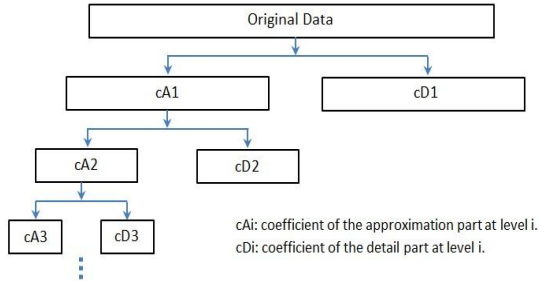 Original Data
cA1
cD1
cA2
cD2
cA3
cD3
cAi: coefficient of the approximation part at level i.
cDi: coefficient of the detail part at level i.